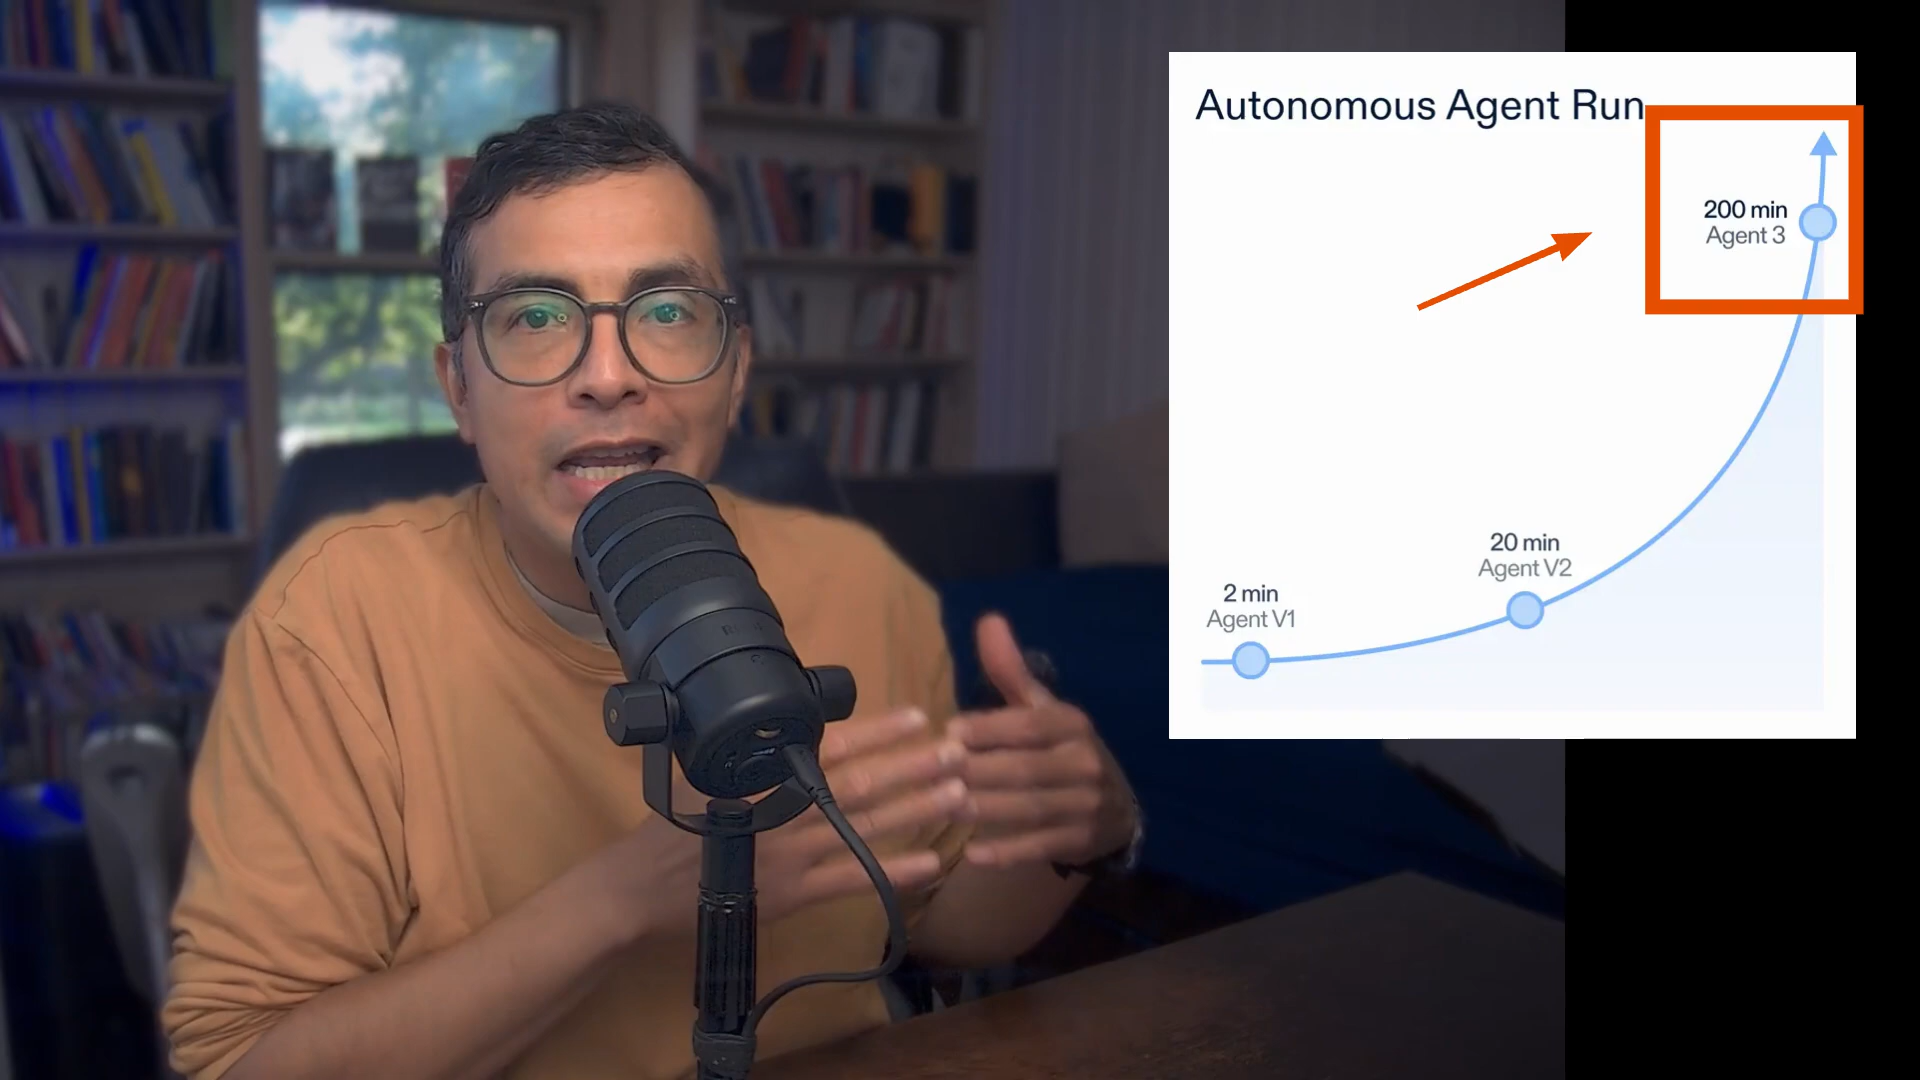 Autonomous Agent Run
200 min
Agent 3
20 min
Agent V2
2 min
Agent V1